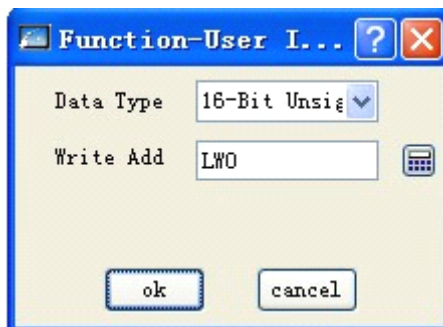 Function-User I...
Data Type 16-Bit Unsig
Write Add LW0
ok cancel